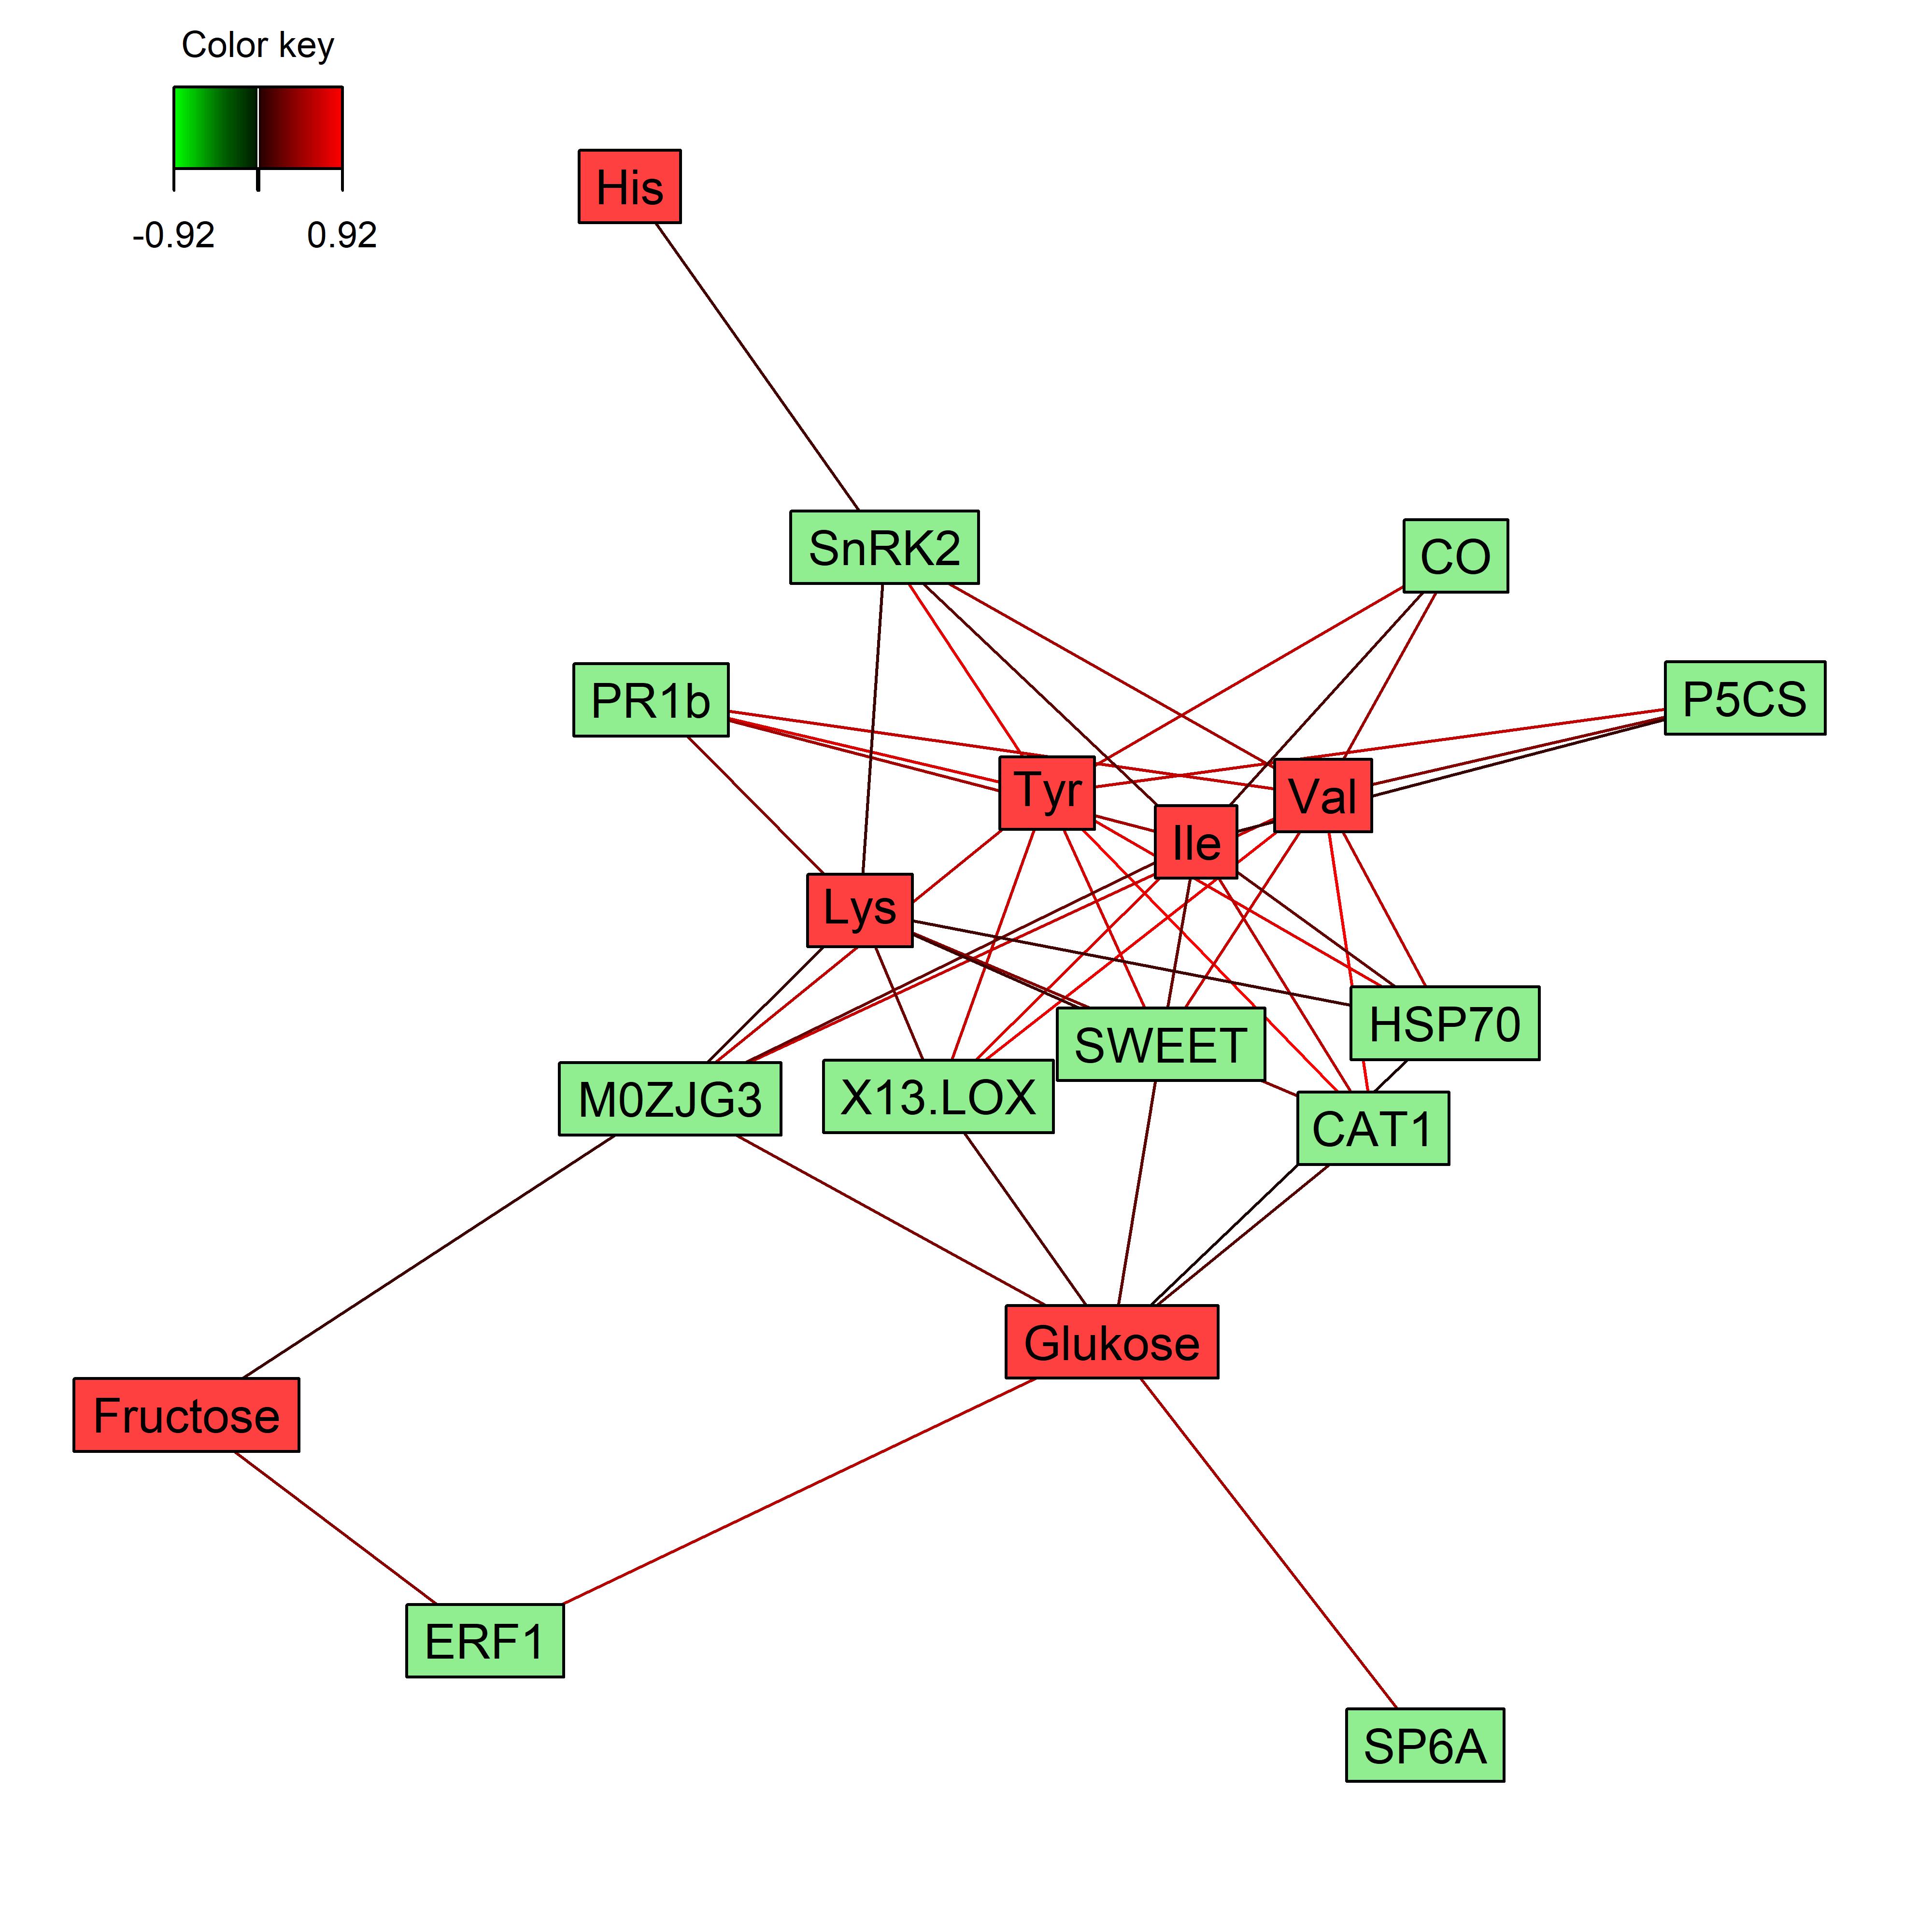 Color key
-0.92 0.92
His
SnRK2
CO
PR1b
P5CS
Tyr
Val
Ile
Lys
HSP70
SWEET
X13.LOX
M0ZJG3
CAT1
Glukose
Fructose
ERF1
SP6A